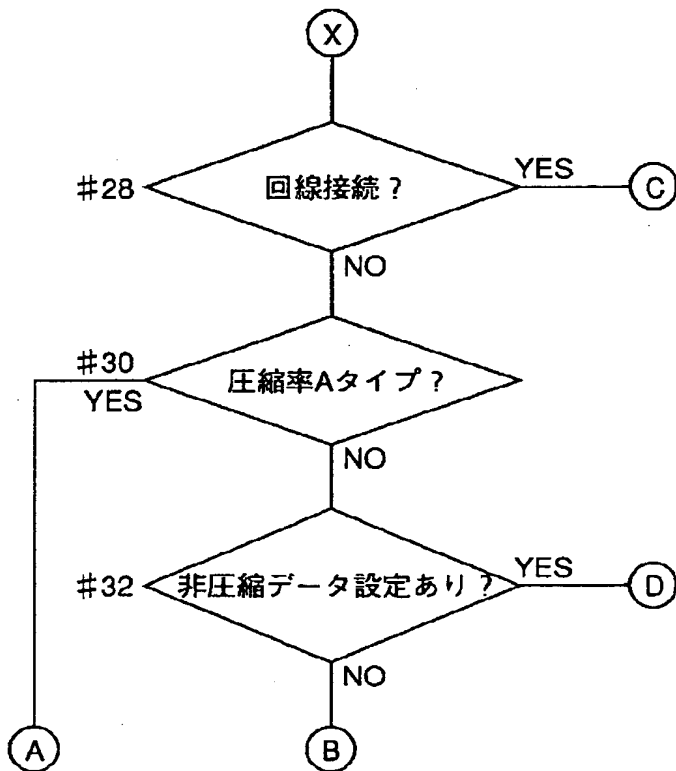 X
#28 回線接続? YES C
NO
#30 圧縮率Aタイプ?
YES
NO
#32 非圧縮データ設定あり? YES D
NO
A B